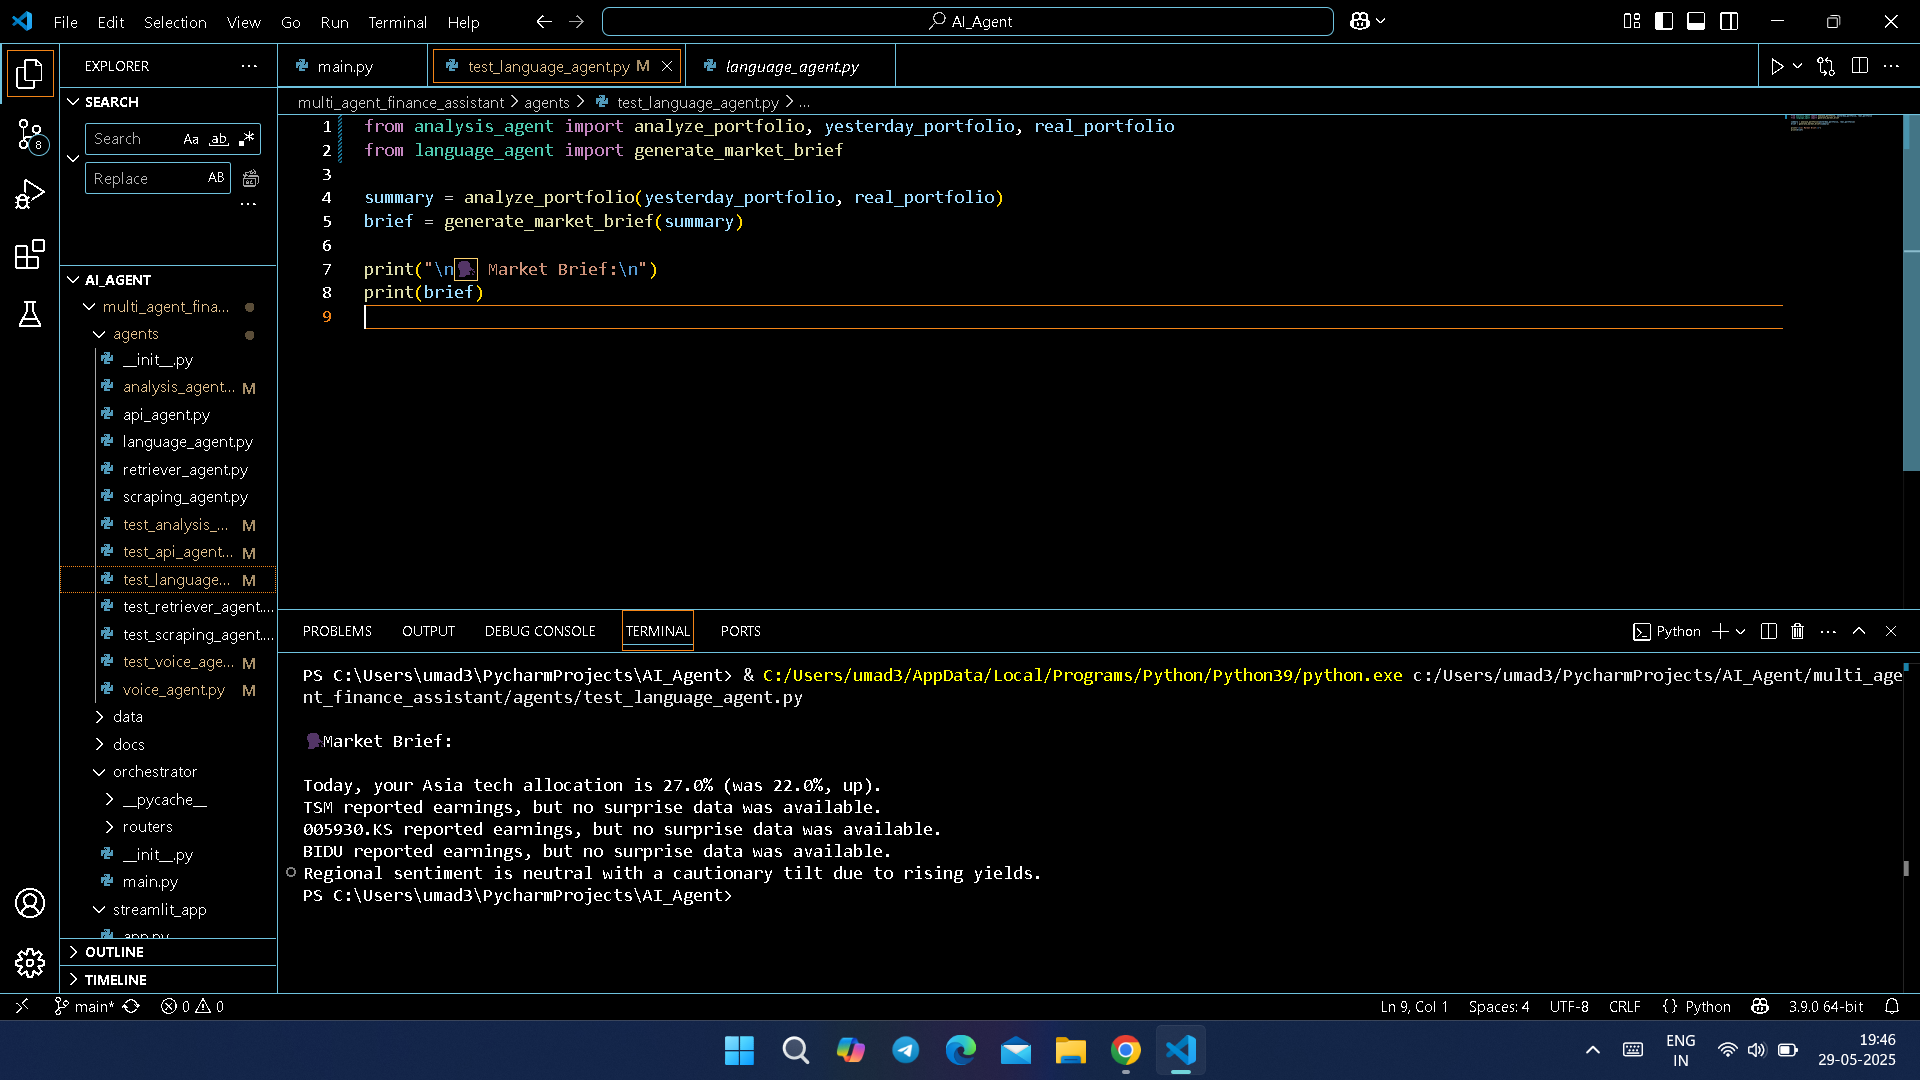 File Edit Selection View Go Run Terminal Help
AI_Agent
EXPLORER
SEARCH
Search Aa ab
Replace AB
AI_AGENT
multi_agent_fina...
agents
__init__.py
analysis_agent... M
api_agent.py
language_agent.py
retriever_agent.py
scraping_agent.py
test_analysis_... M
test_api_agent... M
test_language... M
test_retriever_agent....
test_scraping_agent....
test_voice_age... M
voice_agent.py M
data
docs
orchestrator
__pycache__
routers
__init__.py
main.py
streamlit_app
app.py
OUTLINE
TIMELINE
8
main.py
test_language_agent.py M
language_agent.py
multi_agent_finance_assistant > agents > test_language_agent.py > ...
1 from analysis_agent import analyze_portfolio, yesterday_portfolio, real_portfolio
2 from language_agent import generate_market_brief
3
4 summary = analyze_portfolio(yesterday_portfolio, real_portfolio)
5 brief = generate_market_brief(summary)
6
7 print("\n🗣 Market Brief:\n")
8 print(brief)
9
PROBLEMS OUTPUT DEBUG CONSOLE TERMINAL PORTS
Python
PS C:\Users\umad3\PycharmProjects\AI_Agent> & C:/Users/umad3/AppData/Local/Programs/Python/Python39/python.exe c:/Users/umad3/PycharmProjects/AI_Agent/multi_age
nt_finance_assistant/agents/test_language_agent.py
🗣Market Brief:
Today, your Asia tech allocation is 27.0% (was 22.0%, up).
TSM reported earnings, but no surprise data was available.
005930.KS reported earnings, but no surprise data was available.
BIDU reported earnings, but no surprise data was available.
Regional sentiment is neutral with a cautionary tilt due to rising yields.
PS C:\Users\umad3\PycharmProjects\AI_Agent>
main* 0 0
Ln 9, Col 1 Spaces: 4 UTF-8 CRLF {} Python 3.9.0 64-bit
ENG
IN
19:46
29-05-2025